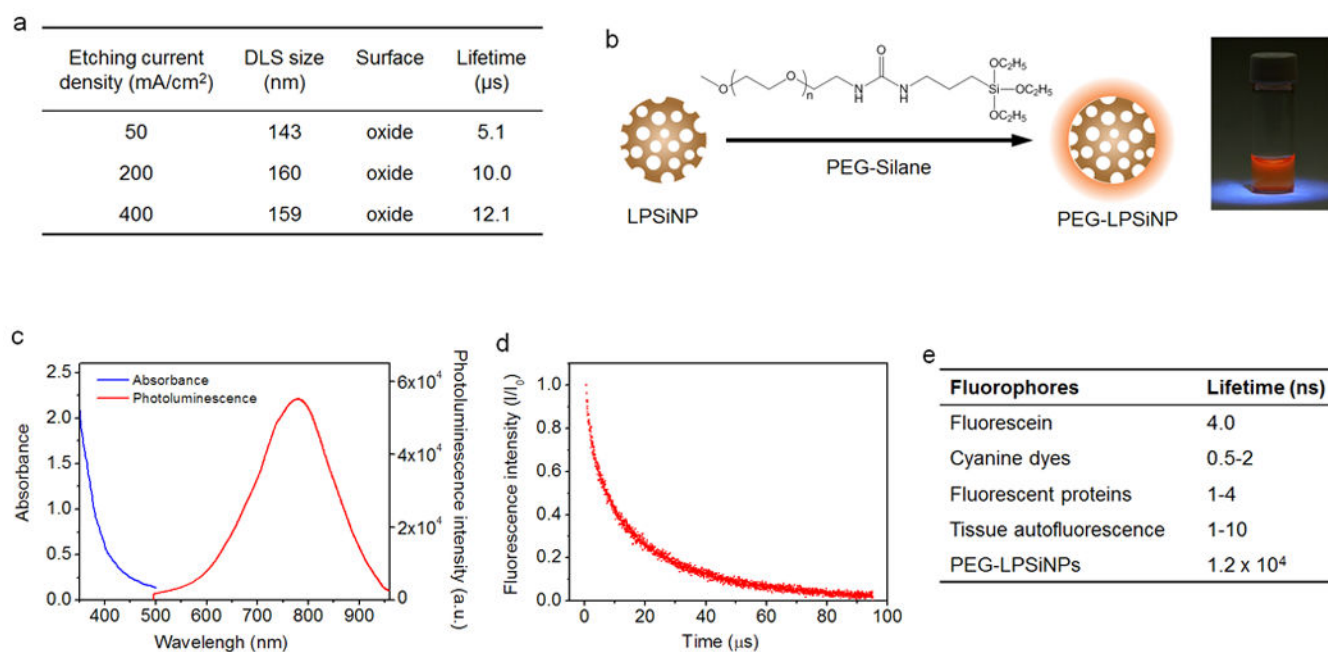 a
Etching current density (mA/cm²) DLS size (nm) Surface Lifetime (µs)
50 143 oxide 5.1
200 160 oxide 10.0
400 159 oxide 12.1
b
O
OC₂H₅
O O n N H N H Si OC₂H₅
OC₂H₅
PEG-Silane
LPSiNP
PEG-LPSiNP
c
Absorbance
Photoluminescence
2.5
2.0
1.5
1.0
0.5
0.0
Absorbance
6x10⁴
4x10⁴
2x10⁴
0
Photoluminescence intensity (a.u.)
400 500 600 700 800 900
Wavelengh (nm)
d
1.0
0.8
0.6
0.4
0.2
0.0
Fluorescence intensity (I/I₀)
0 20 40 60 80 100
Time (µs)
e
Fluorophores Lifetime (ns)
Fluorescein 4.0
Cyanine dyes 0.5-2
Fluorescent proteins 1-4
Tissue autofluorescence 1-10
PEG-LPSiNPs 1.2 x 10⁴